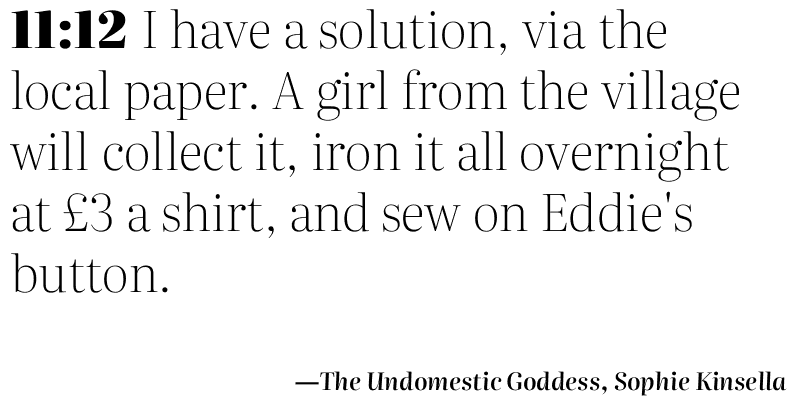 11:12 I have a solution, via the
local paper. A girl from the village
will collect it, iron it all overnight
at £3 a shirt, and sew on Eddie's
button.
—The Undomestic Goddess, Sophie Kinsella